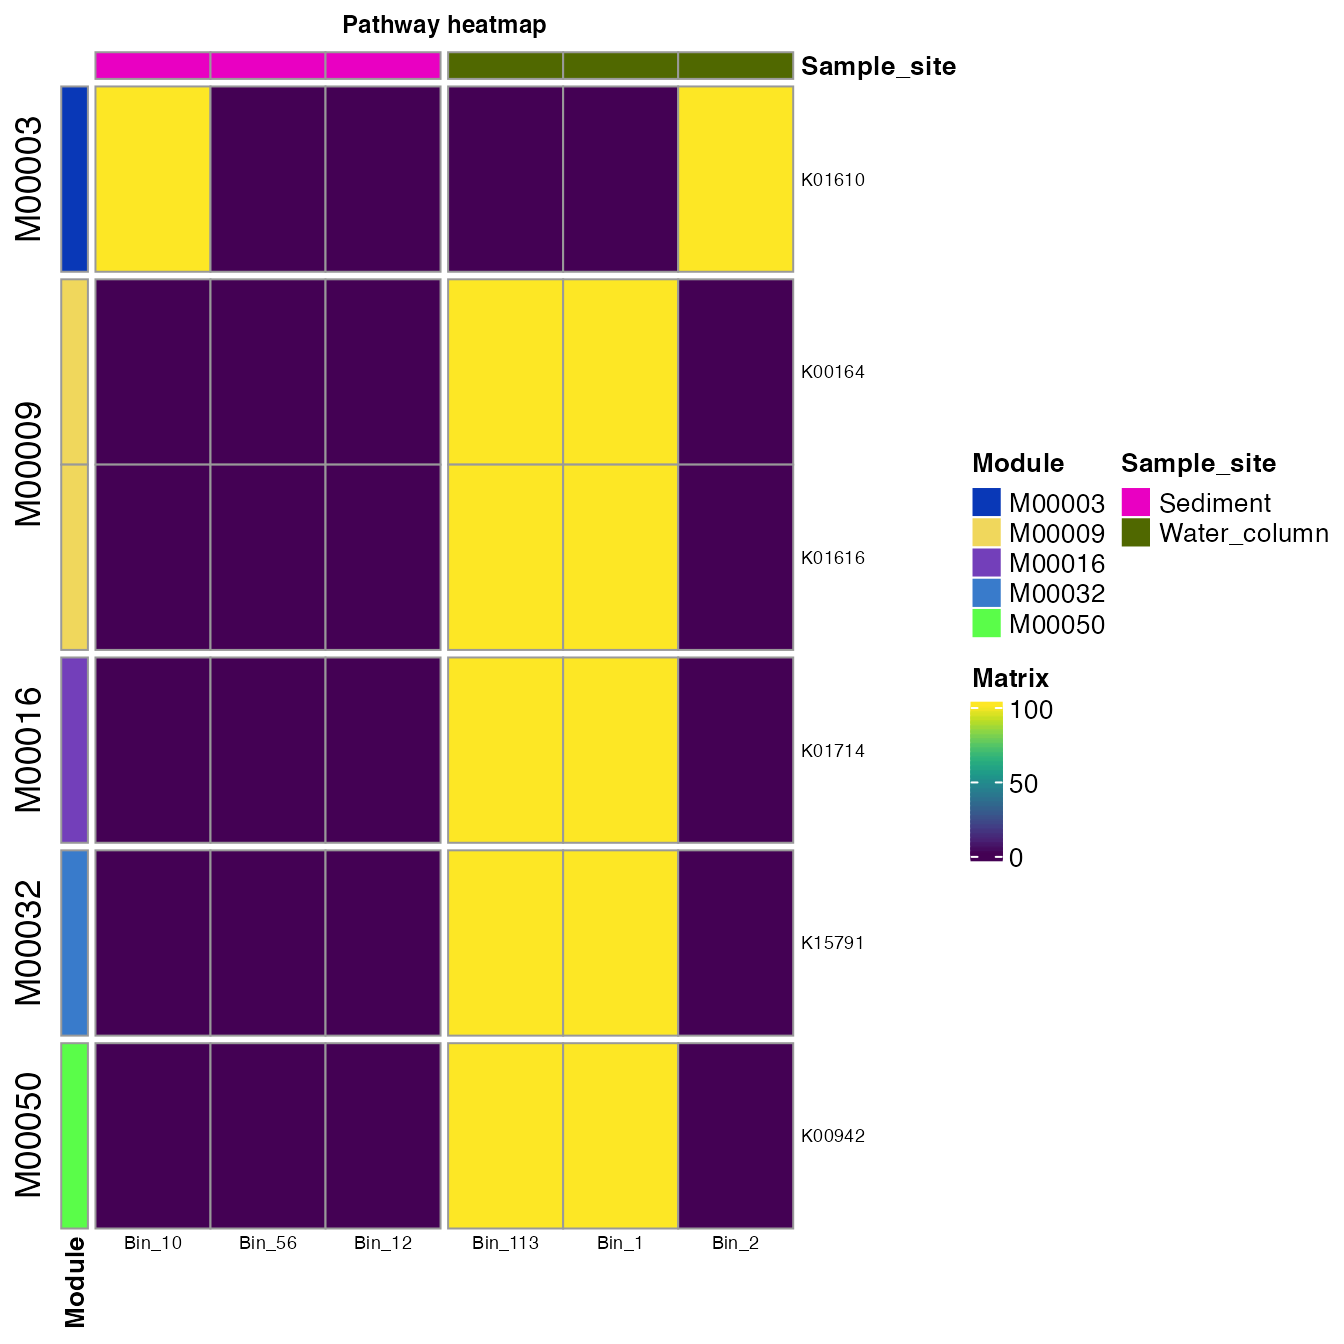 Pathway heatmap
Sample_site
M00003
K01610
M00009
K00164
K01616
M00016
K01714
M00032
K15791
M00050
K00942
Bin_10
Bin_56
Bin_12
Bin_113
Bin_1
Bin_2
Module
Module
M00003
M00009
M00016
M00032
M00050
Sample_site
Sediment
Water_column
Matrix
100
50
0